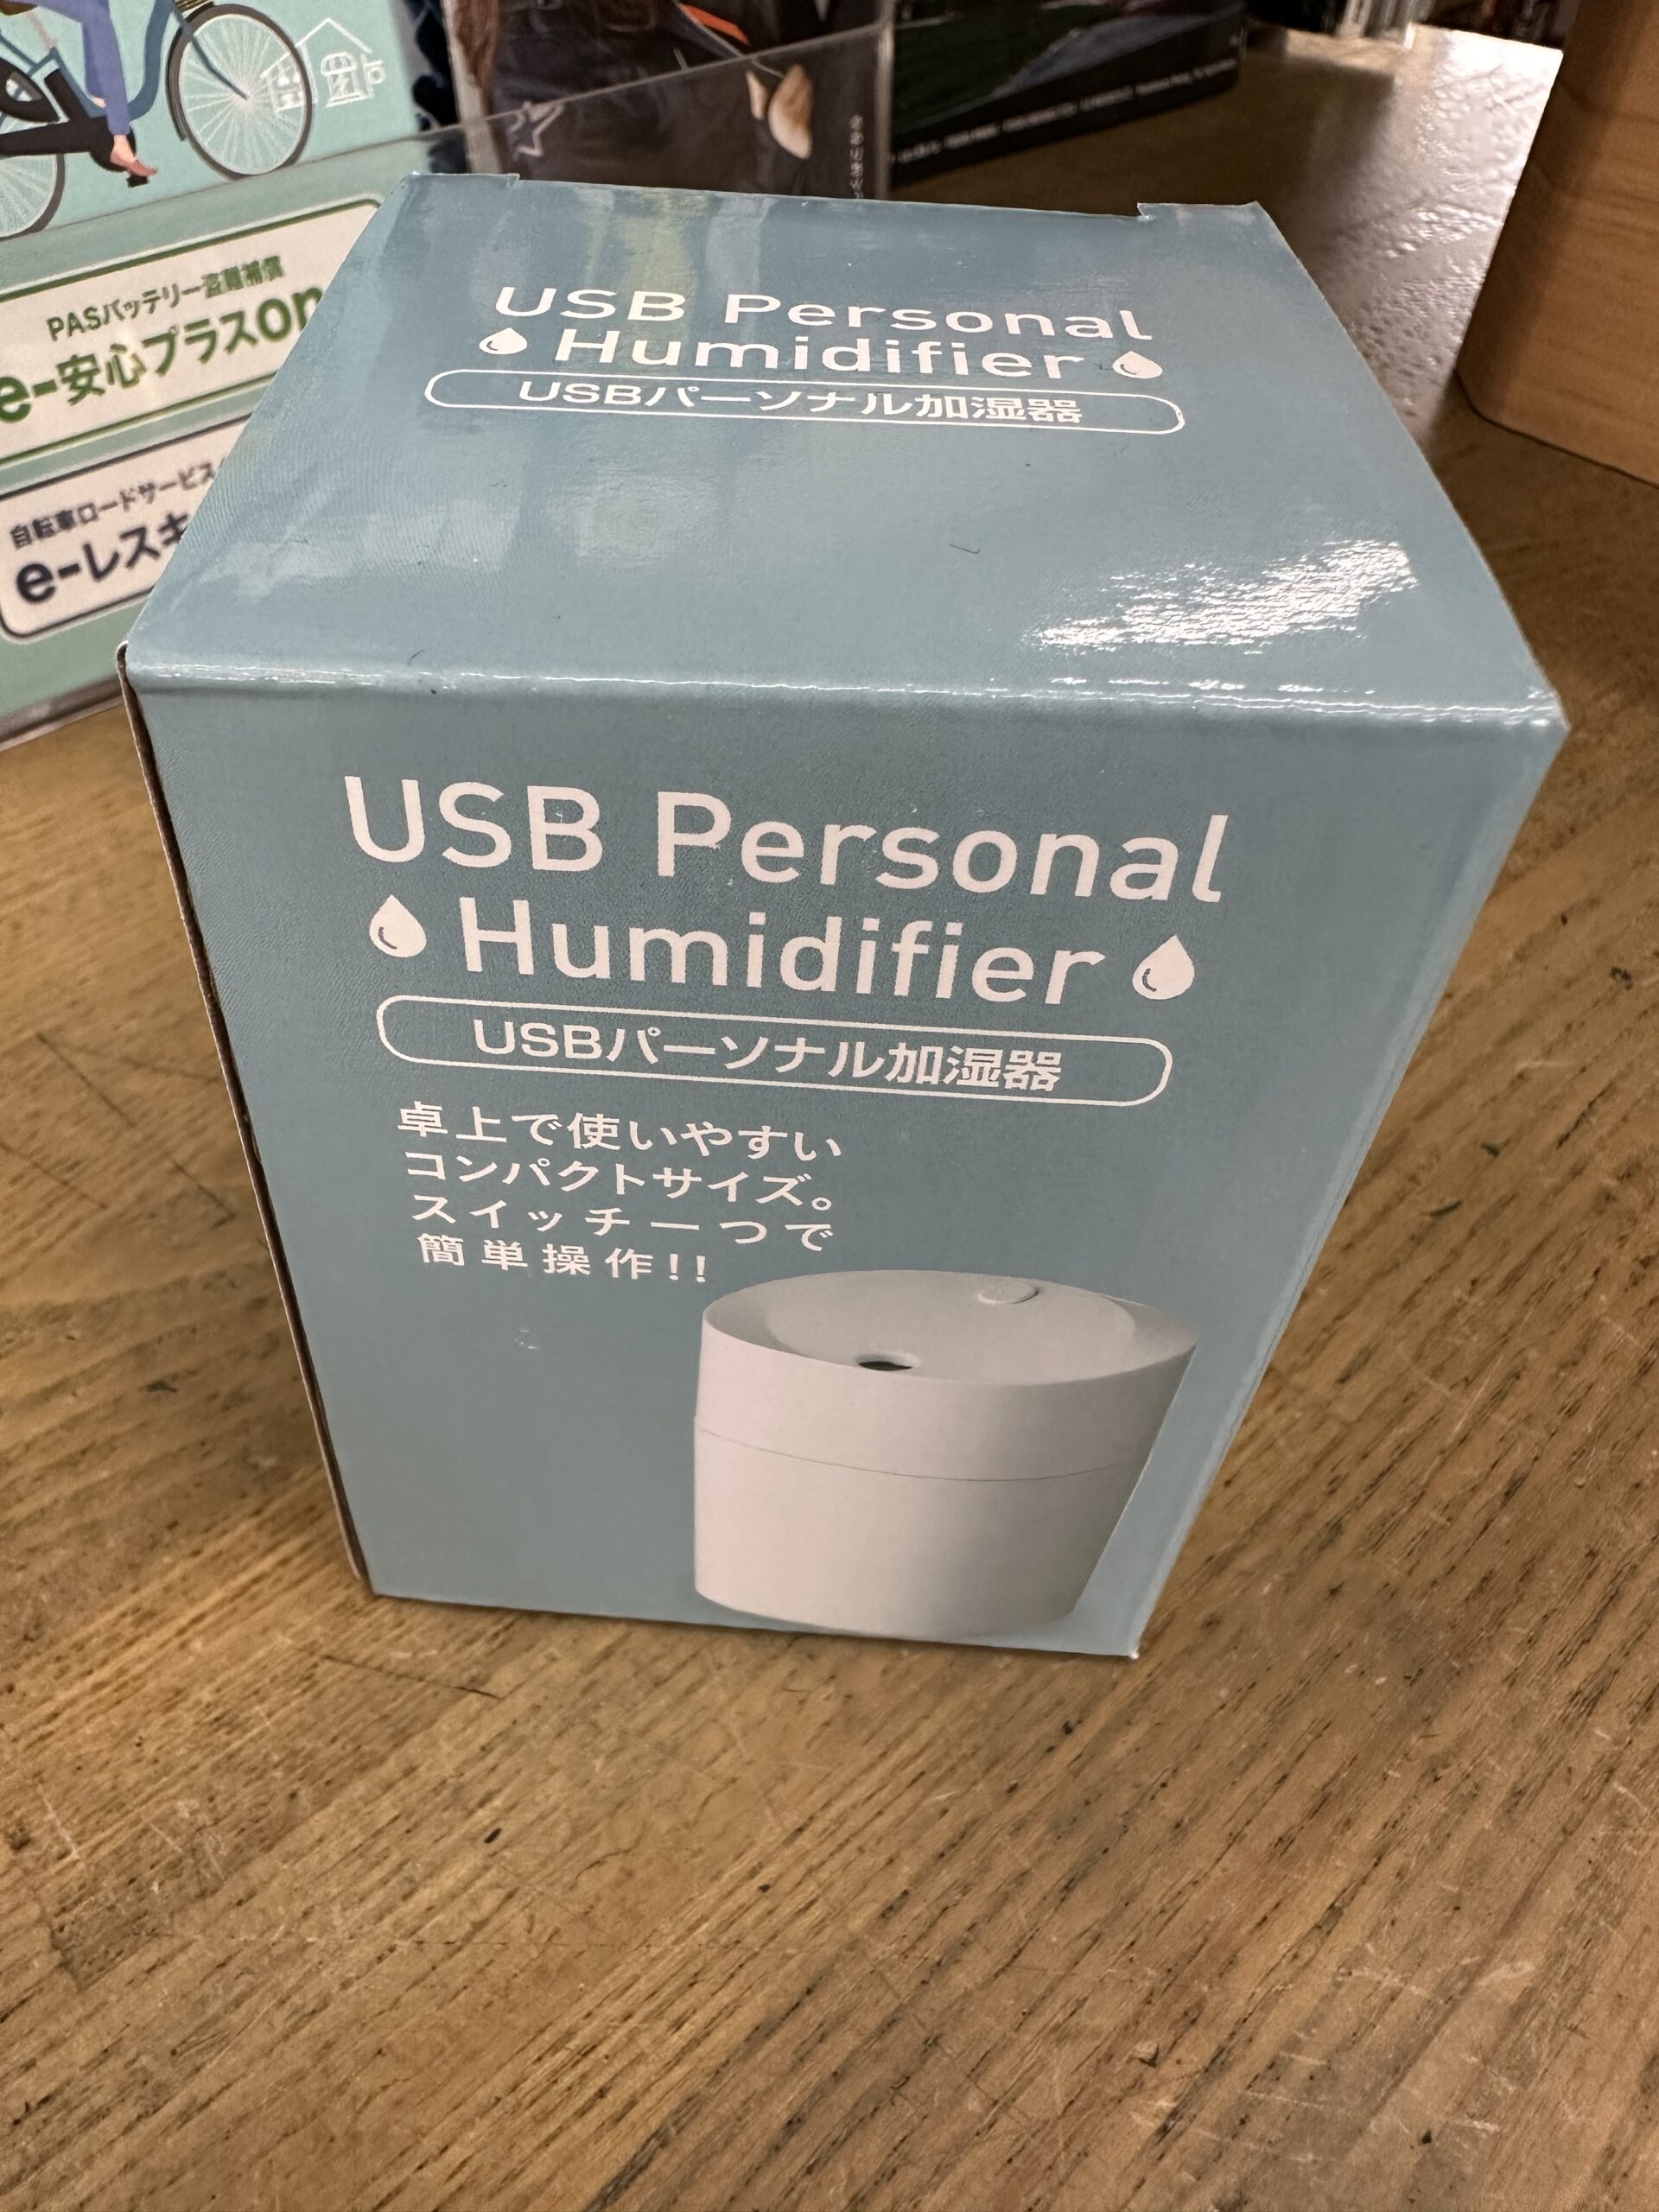 PASバッテリー盗難補償
e-安心プラスon
自転車ロードサービス
e-レスキ
USB Personal
Humidifier
USBパーソナル加湿器
USB Personal
Humidifier
USBパーソナル加湿器
卓上で使いやすい
コンパクトサイズ。
スイッチ一つで
簡単操作!!